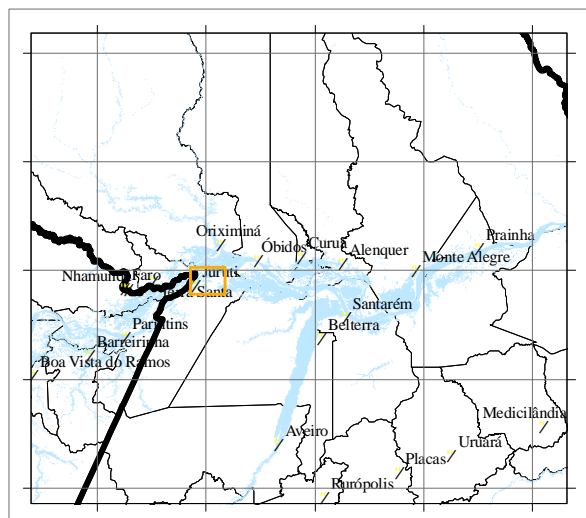 Oriximiná
Óbidos
Curuá
Alenquer
Prainha
Monte Alegre
Nhamundá
Faro
Juruti
Santa
Santarém
Belterra
Parintins
Barreirinha
Boa Vista do Ramos
Aveiro
Medicilândia
Uruará
Placas
Rurópolis